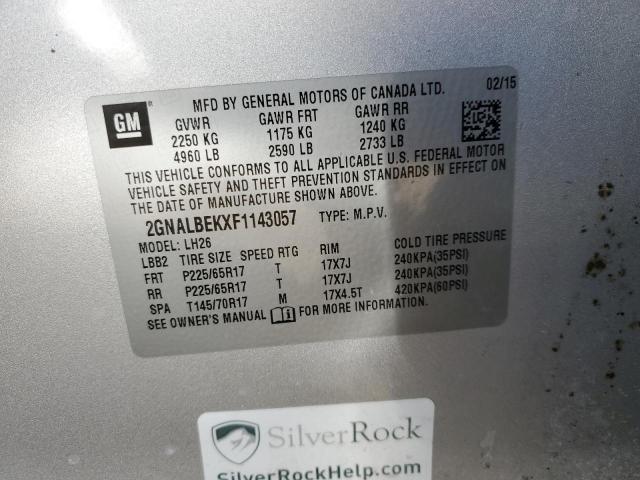 GM
MFD BY GENERAL MOTORS OF CANADA LTD. 02/15
GVWR GAWR FRT GAWR RR
2250 KG 1175 KG 1240 KG
4960 LB 2590 LB 2733 LB
THIS VEHICLE CONFORMS TO ALL APPLICABLE U.S. FEDERAL MOTOR
VEHICLE SAFETY AND THEFT PREVENTION STANDARDS IN EFFECT ON
THE DATE OF MANUFACTURE SHOWN ABOVE.
2GNALBEKXF1143057 TYPE: M.P.V.
MODEL: LH26
LBB2 TIRE SIZE SPEED RTG RIM COLD TIRE PRESSURE
FRT P225/65R17 T 17X7J 240KPA(35PSI)
RR P225/65R17 T 17X7J 240KPA(35PSI)
SPA T145/70R17 M 17X4.5T 420KPA(60PSI)
SEE OWNER'S MANUAL FOR MORE INFORMATION.
SilverRock
SilverRockHelp.com